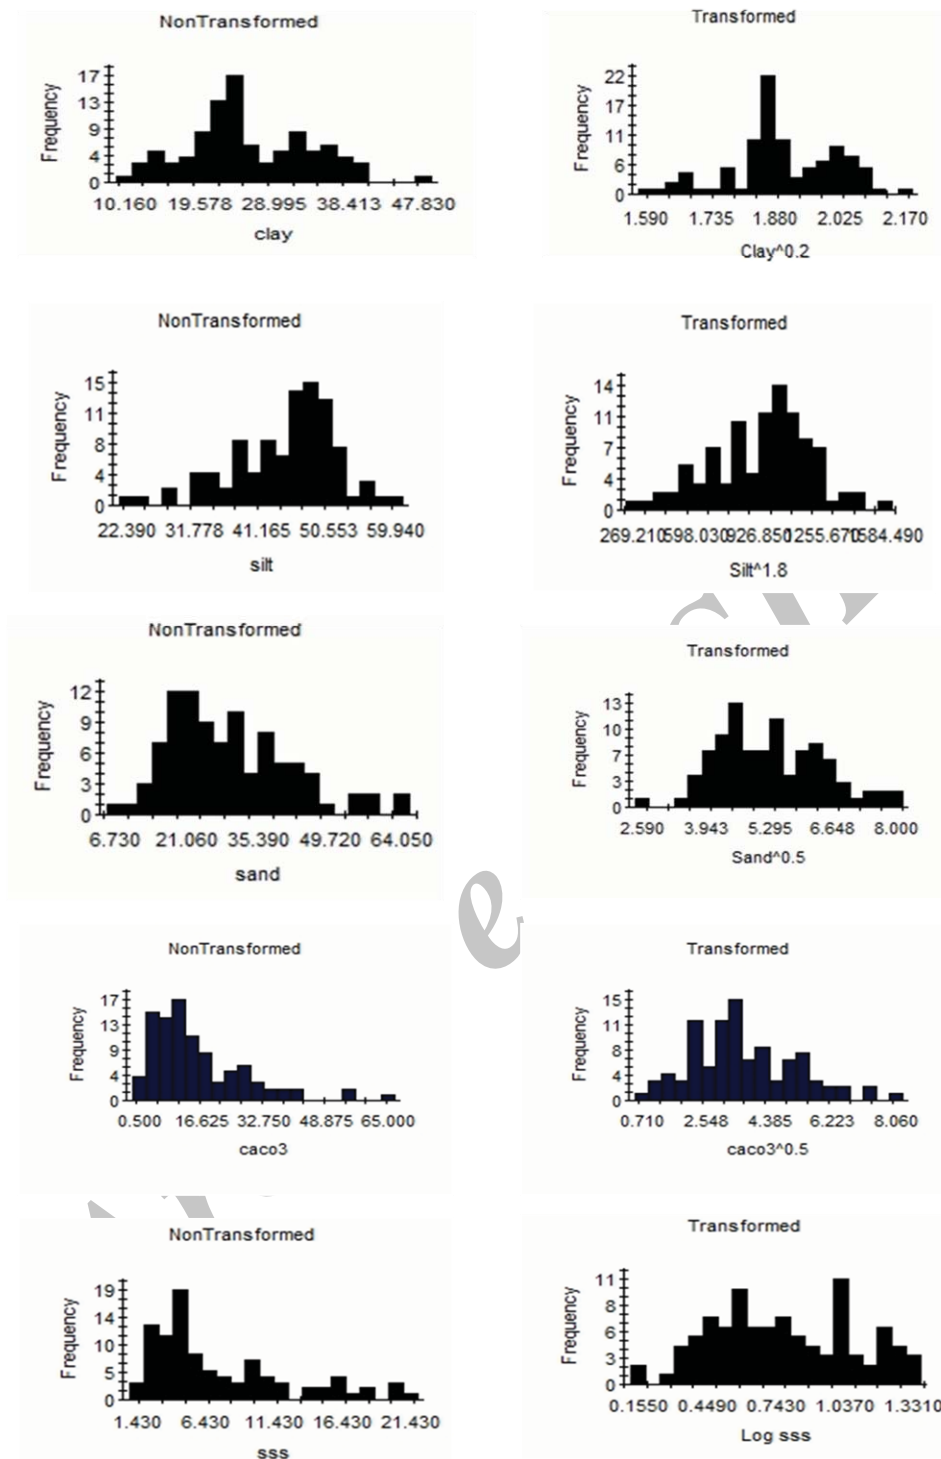 NonTransformed
Frequency
17
13
9
4
0
10.160 19.578 28.995 38.413 47.830
clay
Transformed
Frequency
22
17
11
6
0
1.590 1.735 1.880 2.025 2.170
Clay^0.2
NonTransformed
Frequency
15
11
8
4
0
22.390 31.778 41.165 50.553 59.940
silt
Transformed
Frequency
14
11
7
4
0
269.210 598.030 926.850 1255.670 1584.490
Silt^1.8
NonTransformed
Frequency
12
9
6
3
0
6.730 21.060 35.390 49.720 64.050
sand
Transformed
Frequency
13
10
7
3
0
2.590 3.943 5.295 6.648 8.000
Sand^0.5
e
NonTransformed
Frequency
17
13
9
4
0
0.500 16.625 32.750 48.875 65.000
caco3
Transformed
Frequency
15
11
8
4
0
0.710 2.548 4.385 6.223 8.060
caco3^0.5
NonTransformed
Frequency
19
14
10
5
0
1.430 6.430 11.430 16.430 21.430
sss
Transformed
Frequency
11
8
6
3
0
0.1550 0.4490 0.7430 1.0370 1.3310
Log sss